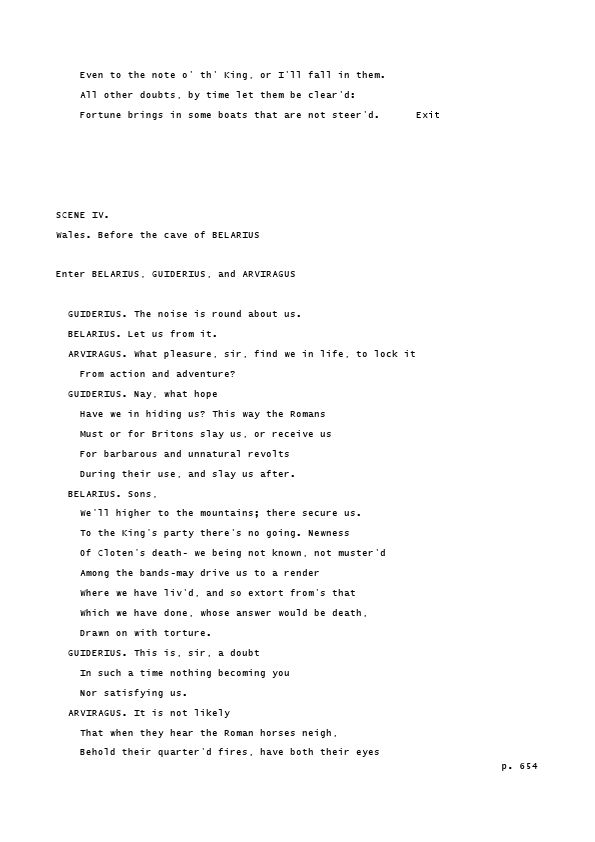 Even to the note o' th' King, or I'll fall in them.
All other doubts, by time let them be clear'd:
Fortune brings in some boats that are not steer'd.      Exit
SCENE IV.
Wales. Before the cave of BELARIUS
Enter BELARIUS, GUIDERIUS, and ARVIRAGUS
GUIDERIUS. The noise is round about us.
BELARIUS. Let us from it.
ARVIRAGUS. What pleasure, sir, find we in life, to lock it
From action and adventure?
GUIDERIUS. Nay, what hope
Have we in hiding us? This way the Romans
Must or for Britons slay us, or receive us
For barbarous and unnatural revolts
During their use, and slay us after.
BELARIUS. Sons,
We'll higher to the mountains; there secure us.
To the King's party there's no going. Newness
Of Cloten's death- we being not known, not muster'd
Among the bands-may drive us to a render
Where we have liv'd, and so extort from's that
Which we have done, whose answer would be death,
Drawn on with torture.
GUIDERIUS. This is, sir, a doubt
In such a time nothing becoming you
Nor satisfying us.
ARVIRAGUS. It is not likely
That when they hear the Roman horses neigh,
Behold their quarter'd fires, have both their eyes
p. 654